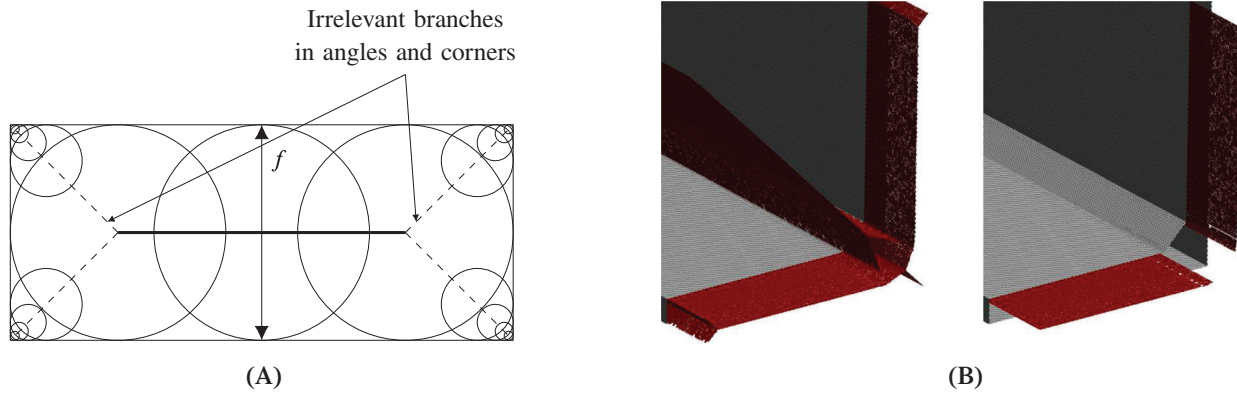 Irrelevant branches
in angles and corners
f
(A)
(B)